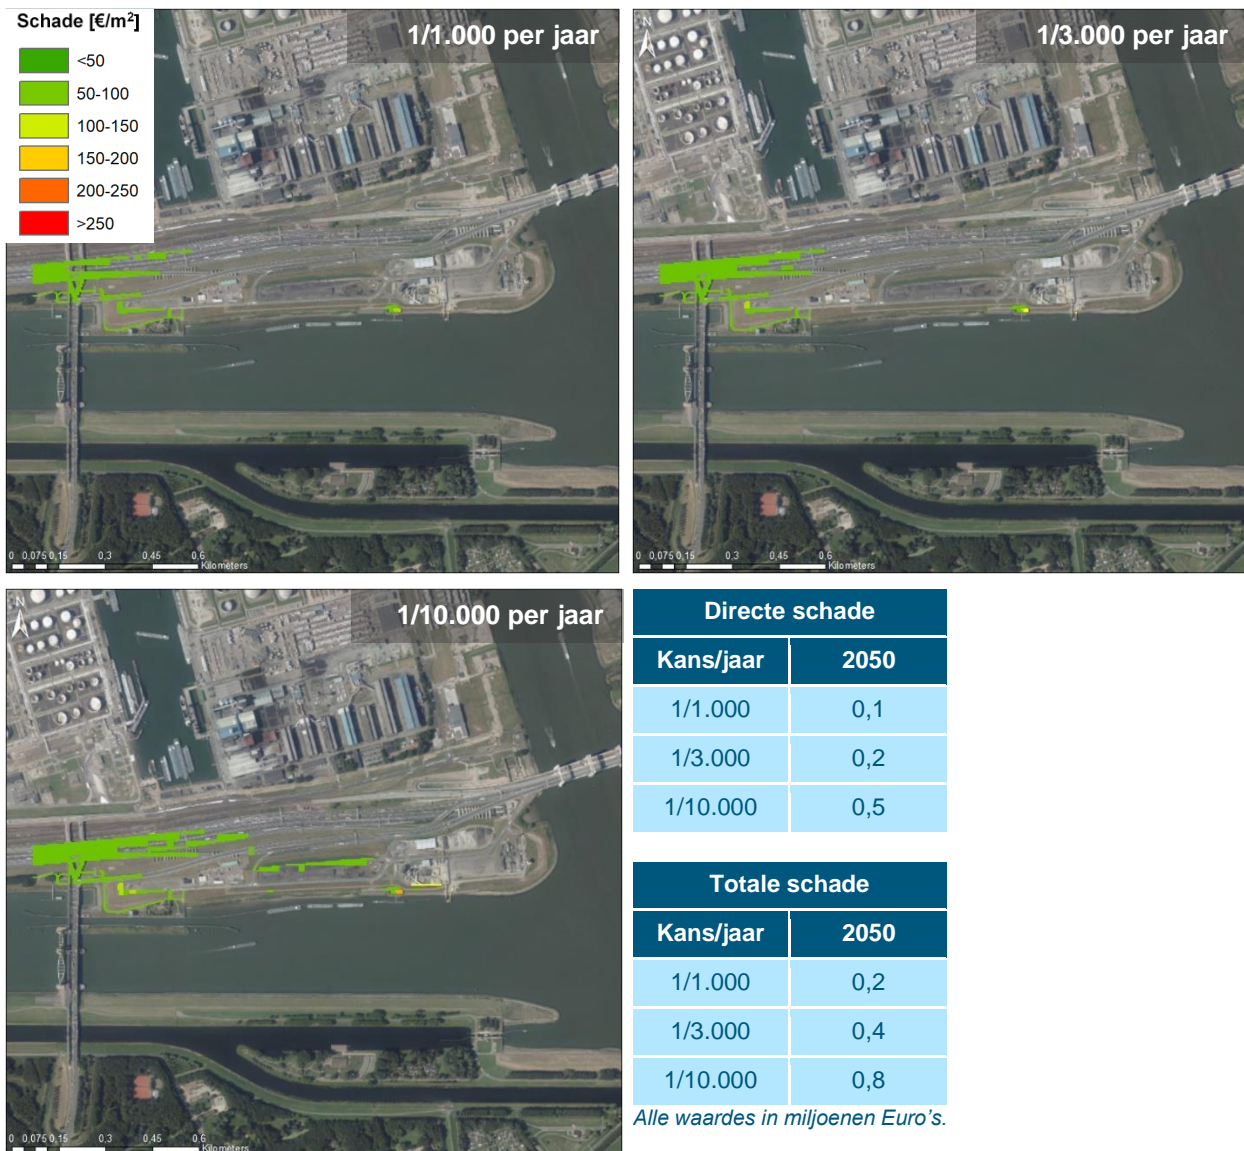 Schade [€/m²]
<50
50-100
100-150
150-200
200-250
>250
1/1.000 per jaar
0 0,075 0,15 0,3 0,45 0,6
Kilometers
N
1/3.000 per jaar
0 0,075 0,15 0,3 0,45 0,6
Kilometers
N
1/10.000 per jaar
0 0,075 0,15 0,3 0,45 0,6
Kilometers
Directe schade
Kans/jaar 2050
1/1.000 0,1
1/3.000 0,2
1/10.000 0,5
Totale schade
Kans/jaar 2050
1/1.000 0,2
1/3.000 0,4
1/10.000 0,8
Alle waardes in miljoenen Euro's.